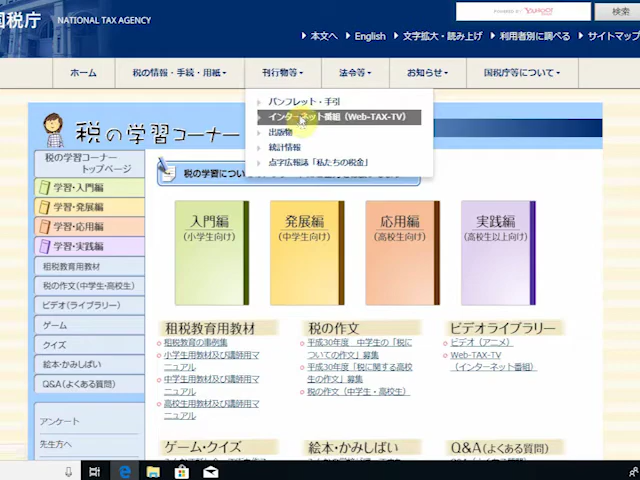 国税庁 NATIONAL TAX AGENCY
POWERED BY YAHOO! 検索
本文へ English 文字拡大・読み上げ 利用者別に調べる サイトマップ
ホーム 税の情報・手続・用紙 刊行物等 法令等 お知らせ 国税庁等について
パンフレット・手引
インターネット番組（Web-TAX-TV）
出版物
統計情報
点字広報誌「私たちの税金」
税の学習コーナー
税の学習コーナー
トップページ
学習・入門編
学習・発展編
学習・応用編
学習・実践編
租税教育用教材
税の作文（中学生・高校生）
ビデオ（ライブラリー）
ゲーム
クイズ
絵本・かみしばい
Q&A（よくある質問）
アンケート
先生方へ
税の学習につい
入門編
（小学生向け）
発展編
（中学生向け）
応用編
（高校生向け）
実践編
（高校生以上向け）
租税教育用教材
租税教育の事例集
小学生用教材及び講師用マ
ニュアル
中学生用教材及び講師用マ
ニュアル
高校生用教材及び講師用マ
ニュアル
税の作文
平成30年度 中学生の「税に
ついての作文」募集
平成30年度「税に関する高校
生の作文」募集
税の作文（中学生・高校生）
ビデオライブラリー
ビデオ（アニメ）
Web-TAX-TV
（インターネット番組）
ゲーム・クイズ
絵本・かみしばい
Q&A（よくある質問）